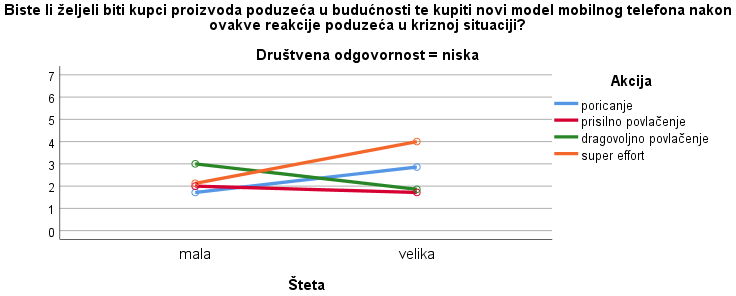 Biste li željeli biti kupci proizvoda poduzeća u budućnosti te kupiti novi model mobilnog telefona nakon
ovakve reakcije poduzeća u kriznoj situaciji?
Društvena odgovornost = niska
7
6
5
4
3
2
1
0
mala
velika
Šteta
Akcija
poricanje
prisilno povlačenje
dragovoljno povlačenje
super effort